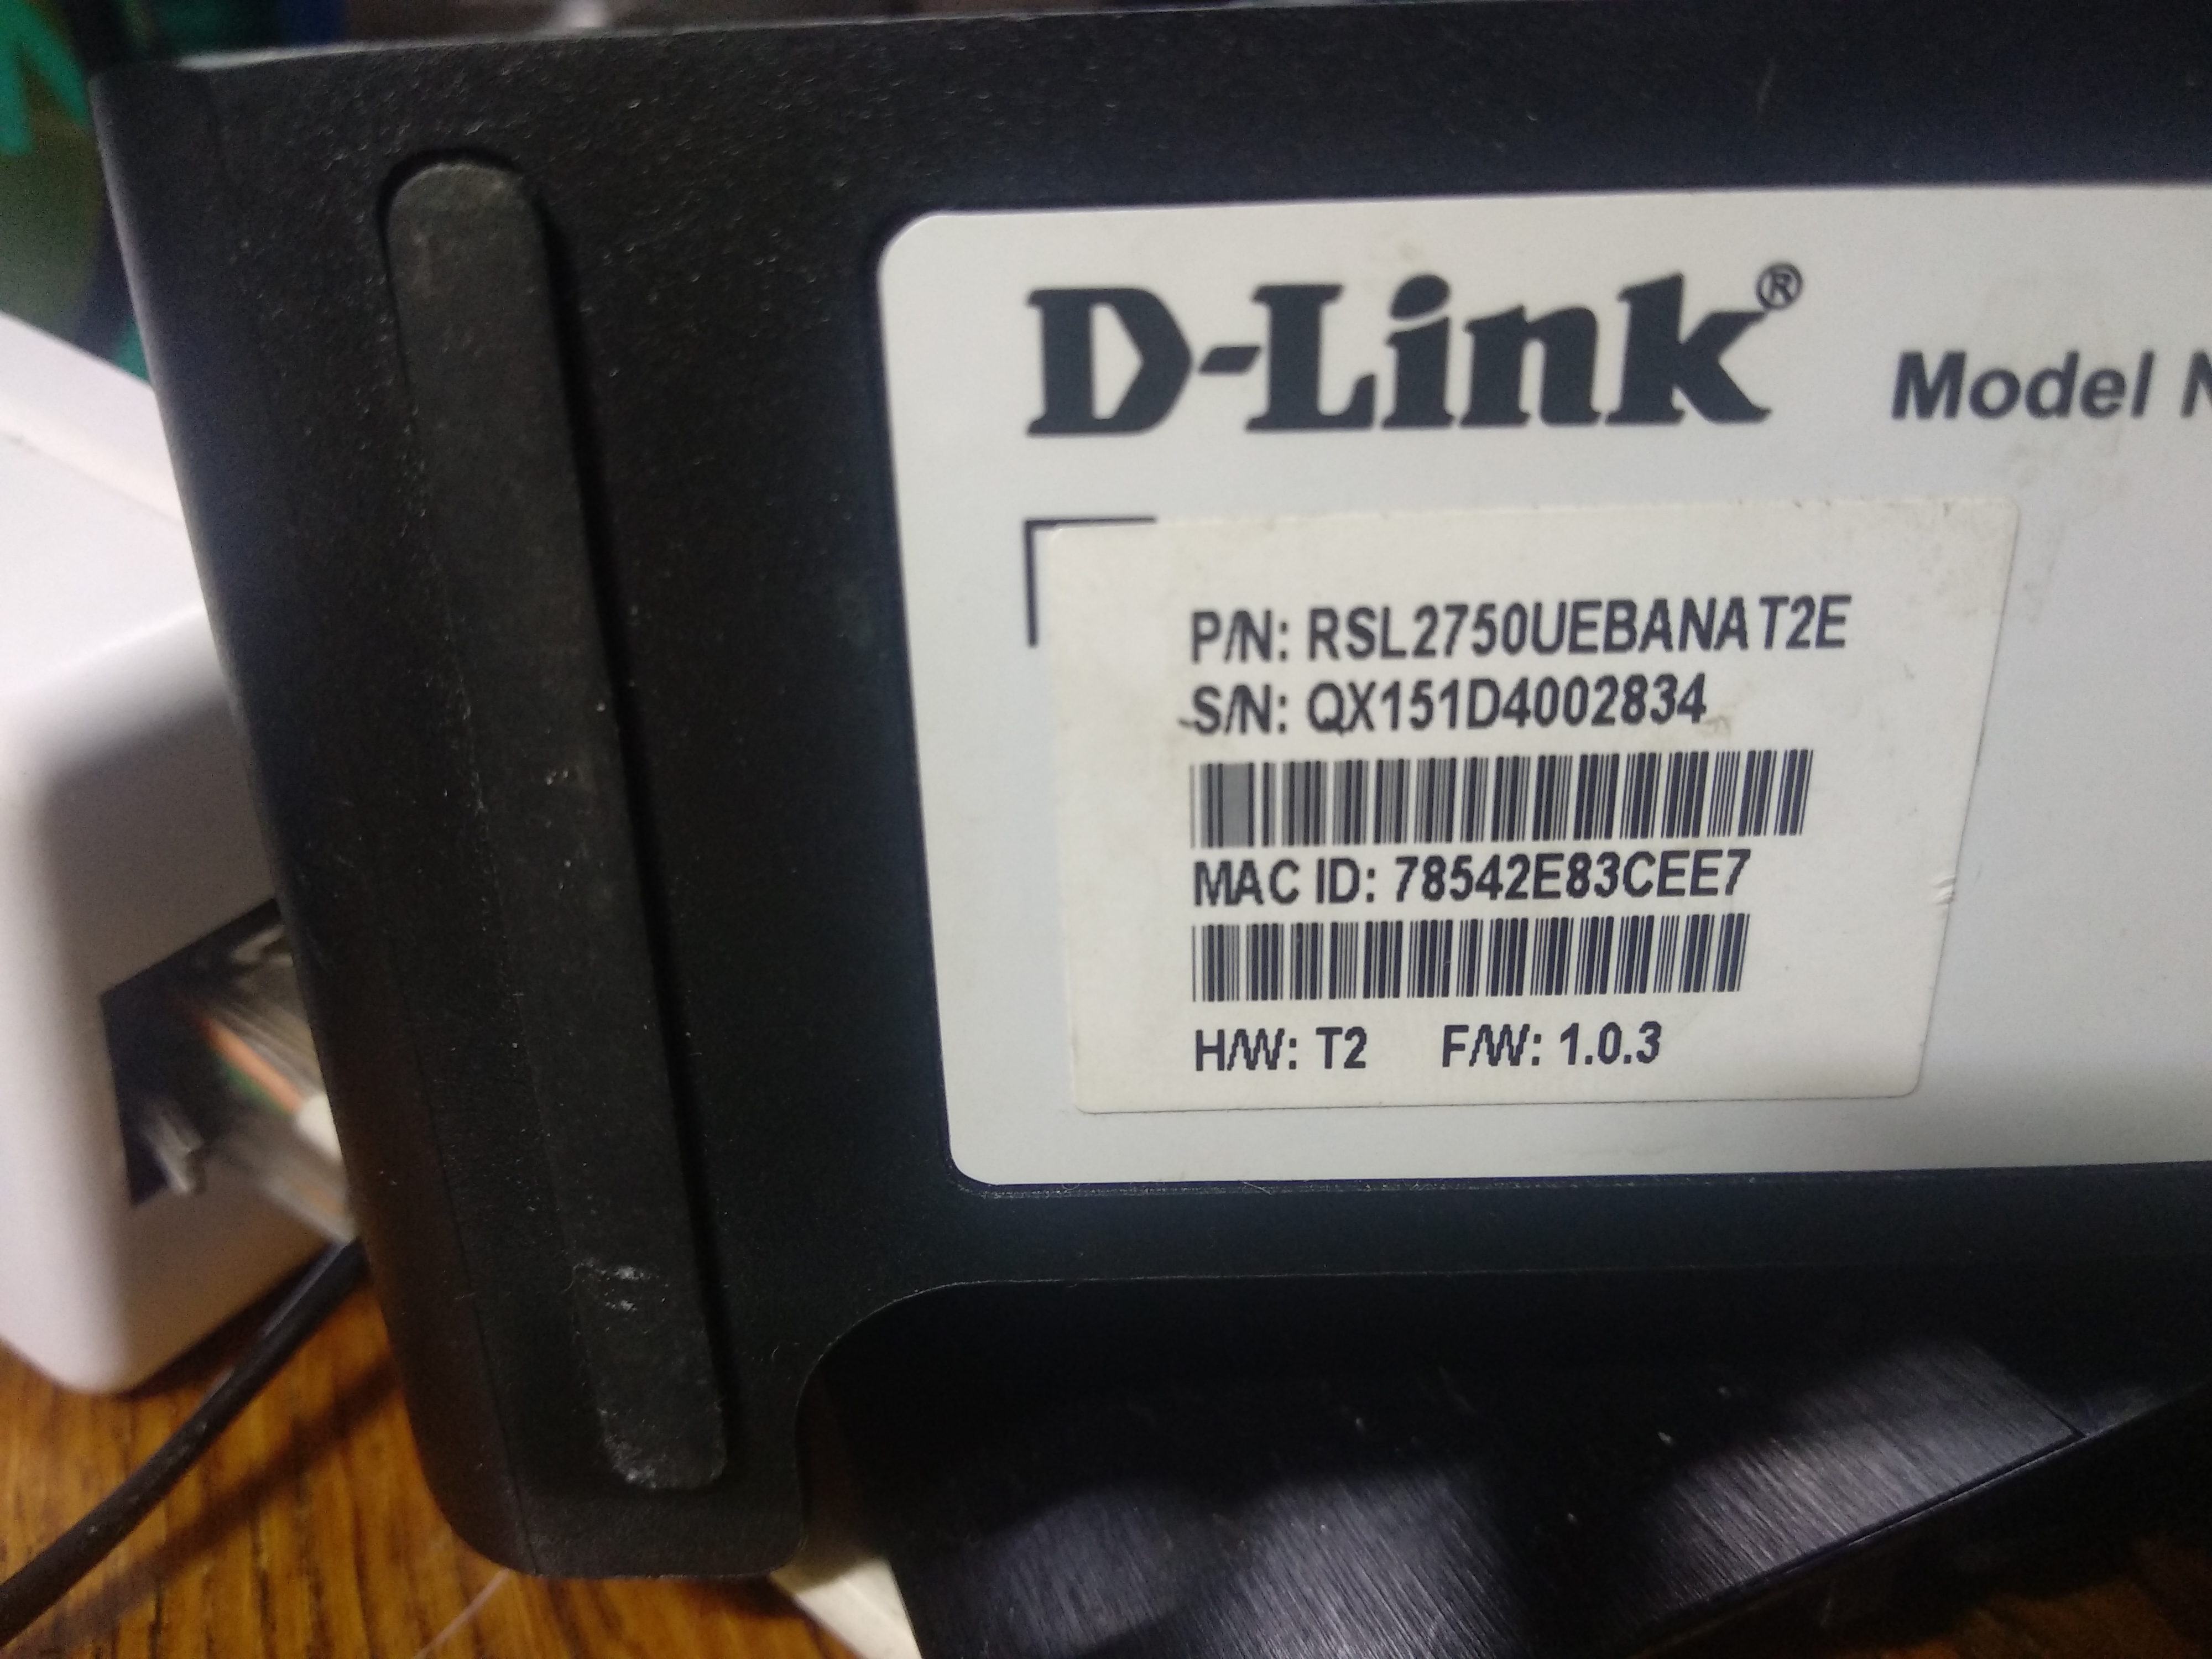 D-Link®
Model N
P/N: RSL2750UEBANAT2E
S/N: QX151D4002834
MAC ID: 78542E83CEE7
H/W: T2 F/W: 1.0.3